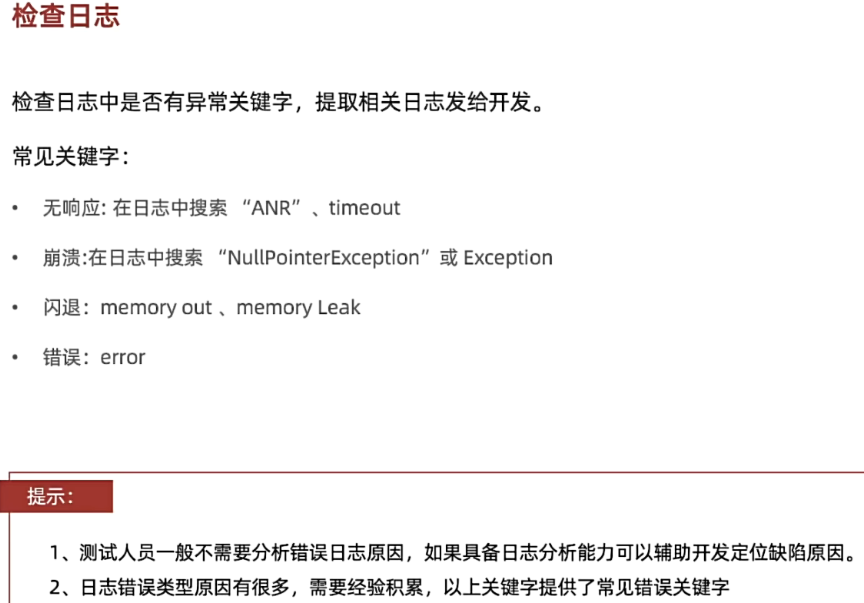 检查日志
检查日志中是否有异常关键字，提取相关日志发给开发。
常见关键字：
• 无响应: 在日志中搜索 “ANR” 、timeout
• 崩溃:在日志中搜索 “NullPointerException” 或 Exception
• 闪退：memory out 、memory Leak
• 错误：error
提示：
1、测试人员一般不需要分析错误日志原因，如果具备日志分析能力可以辅助开发定位缺陷原因。
2、日志错误类型原因有很多，需要经验积累，以上关键字提供了常见错误关键字